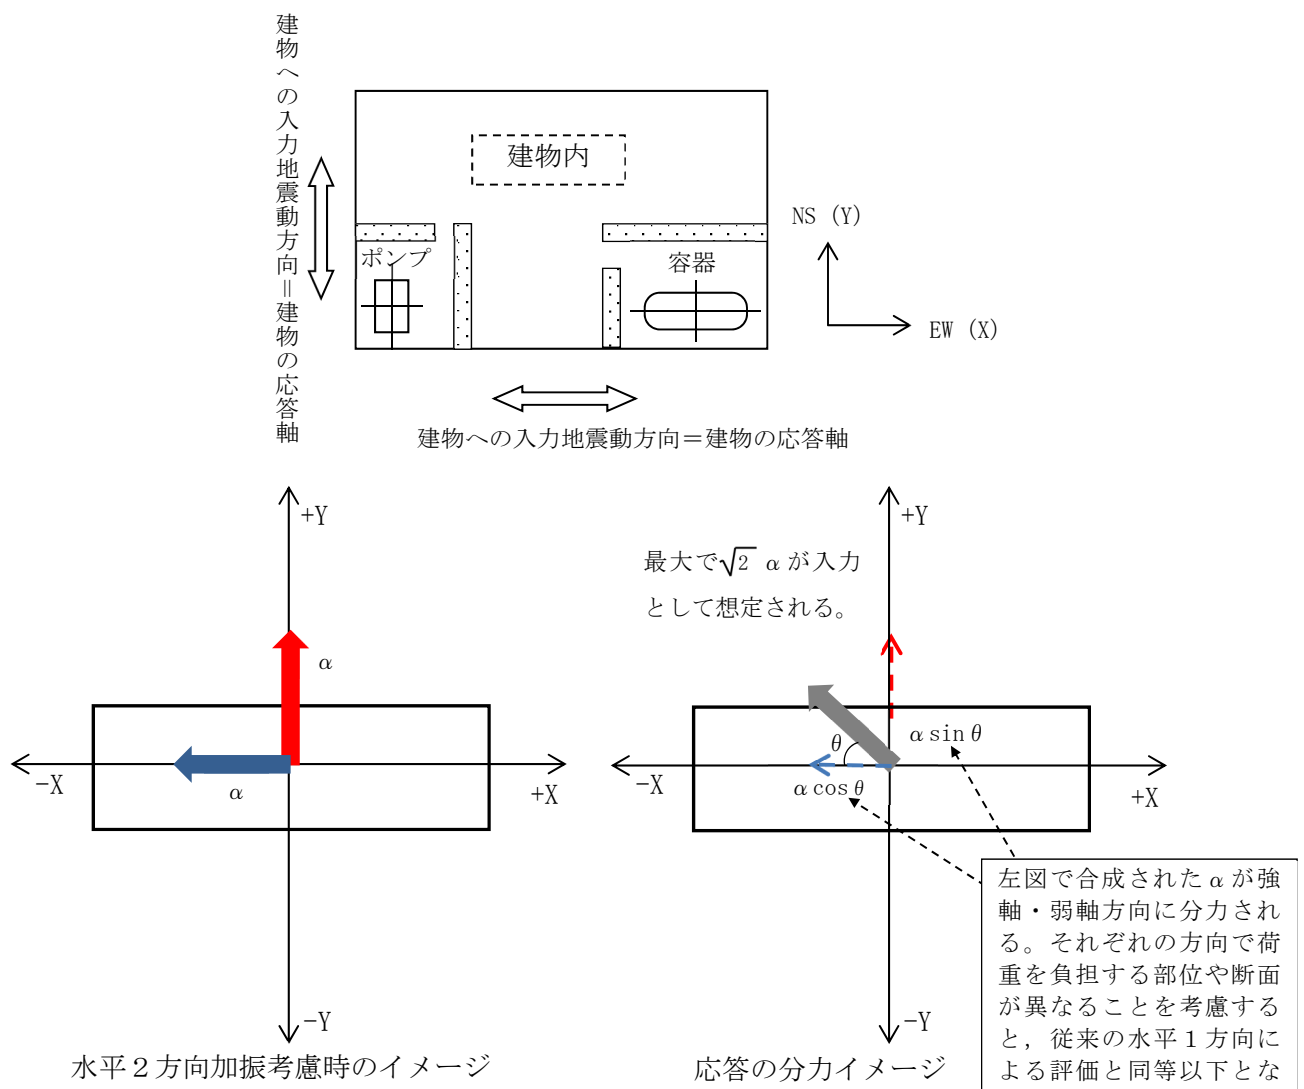 建物への入力地震動方向＝建物の応答軸
建物内
ポンプ
容器
NS (Y)
EW (X)
建物への入力地震動方向＝建物の応答軸
+Y
α
α
-X
+X
-Y
水平２方向加振考慮時のイメージ
+Y
最大で√2 αが入力
として想定される。
θ
α sin θ
α cos θ
-X
+X
-Y
応答の分力イメージ
左図で合成されたαが強
軸・弱軸方向に分力され
る。それぞれの方向で荷
重を負担する部位や断面
が異なることを考慮する
と，従来の水平１方向に
よる評価と同等以下とな